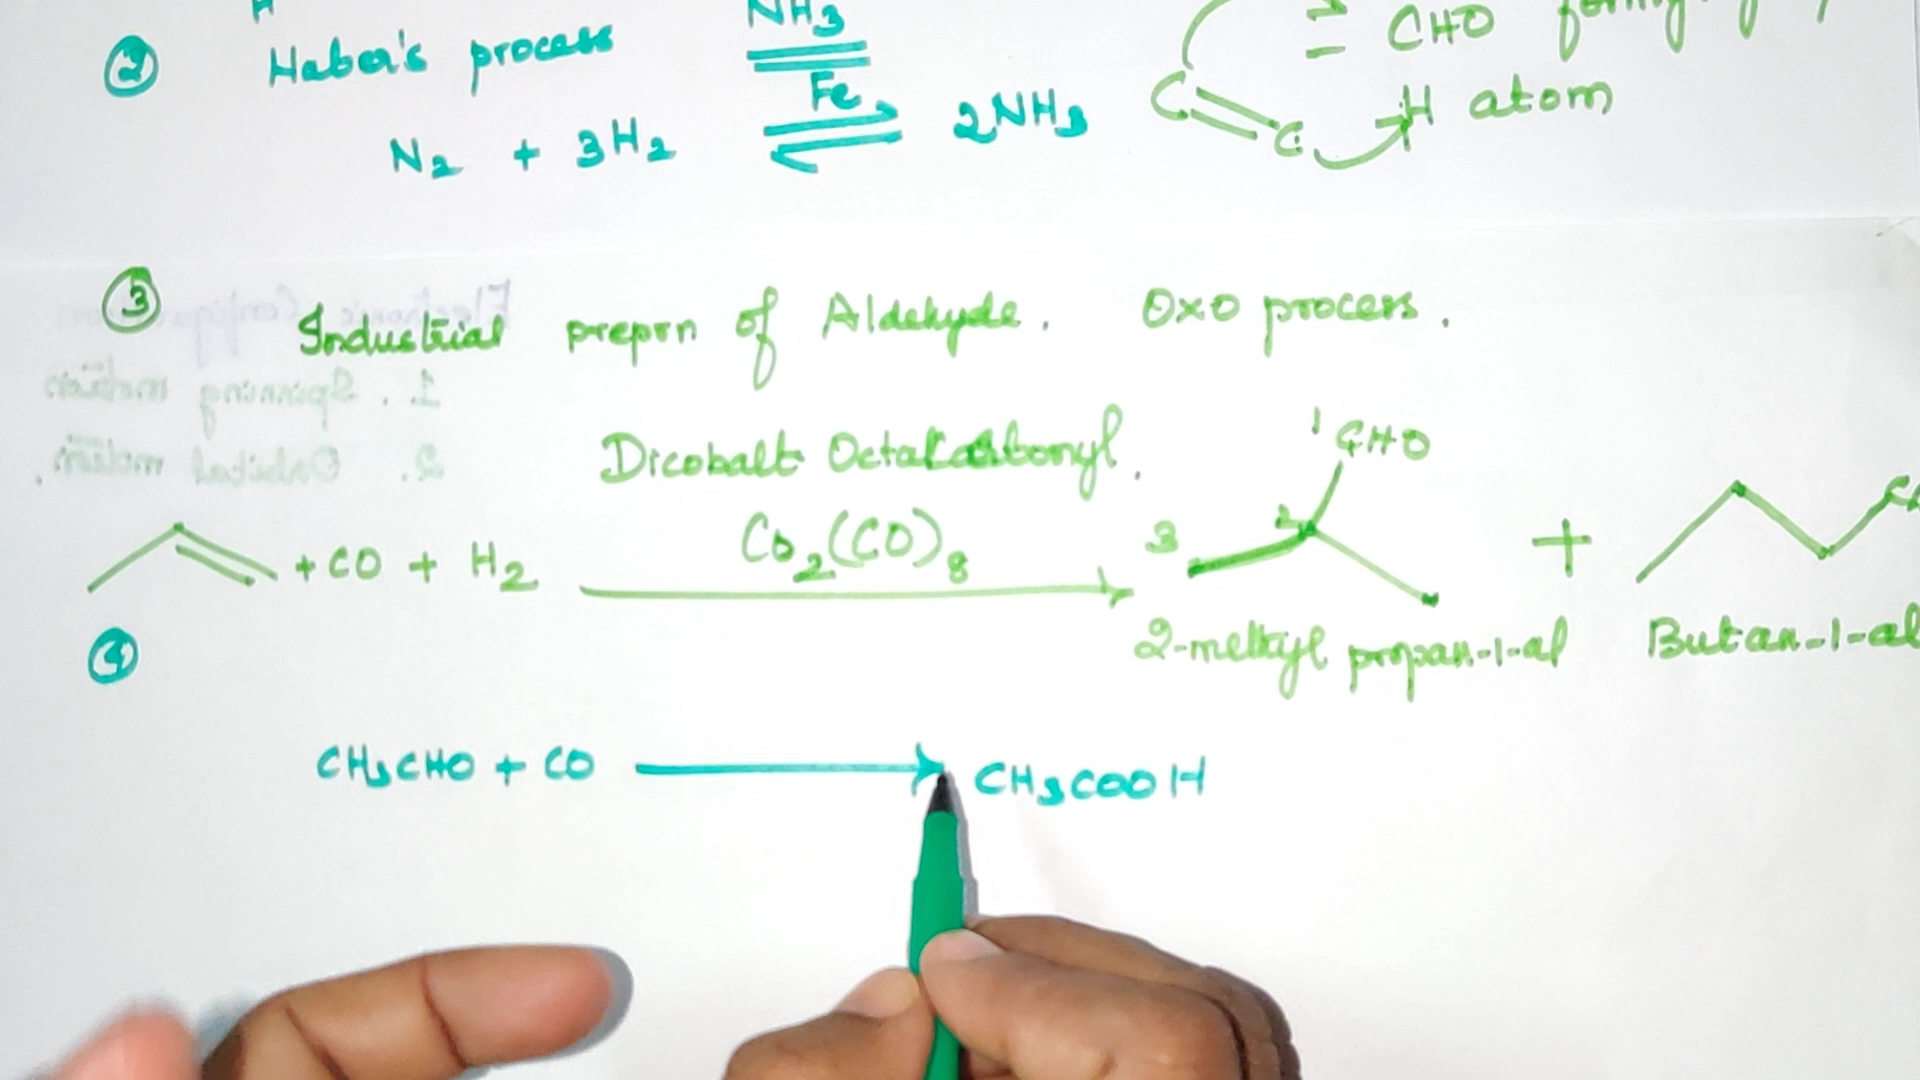 H
② Haber's process NH3
Fe
N2 + 3H2 ⇌ 2NH3
CHO
C=C H atom
③ Industrial preprn of Aldehyde. Oxo process.
Dicobalt Octacarbonyl.
+ CO + H2 Co2(CO)8 → 3 2 1 CHO +
2-methyl propan-1-al Butan-1-al
④
CH3CHO + CO → CH3COOH